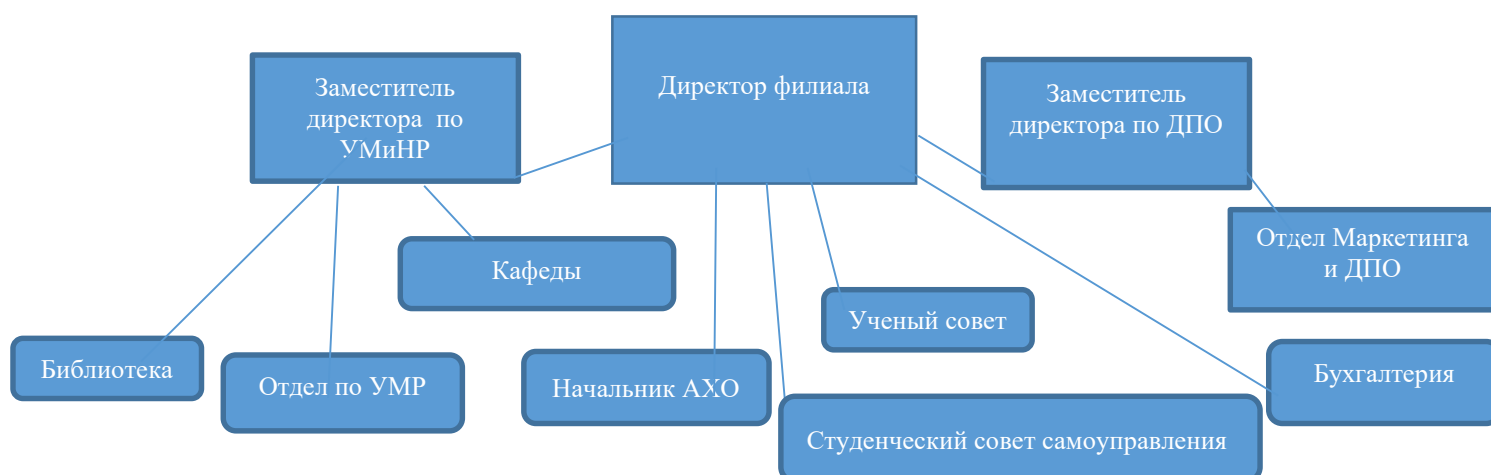 Директор филиала
Заместитель
директора по
УМиНР
Заместитель
директора по ДПО
Отдел Маркетинга
и ДПО
Кафеды
Ученый совет
Библиотека
Отдел по УМР
Начальник АХО
Бухгалтерия
Студенческий совет самоуправления